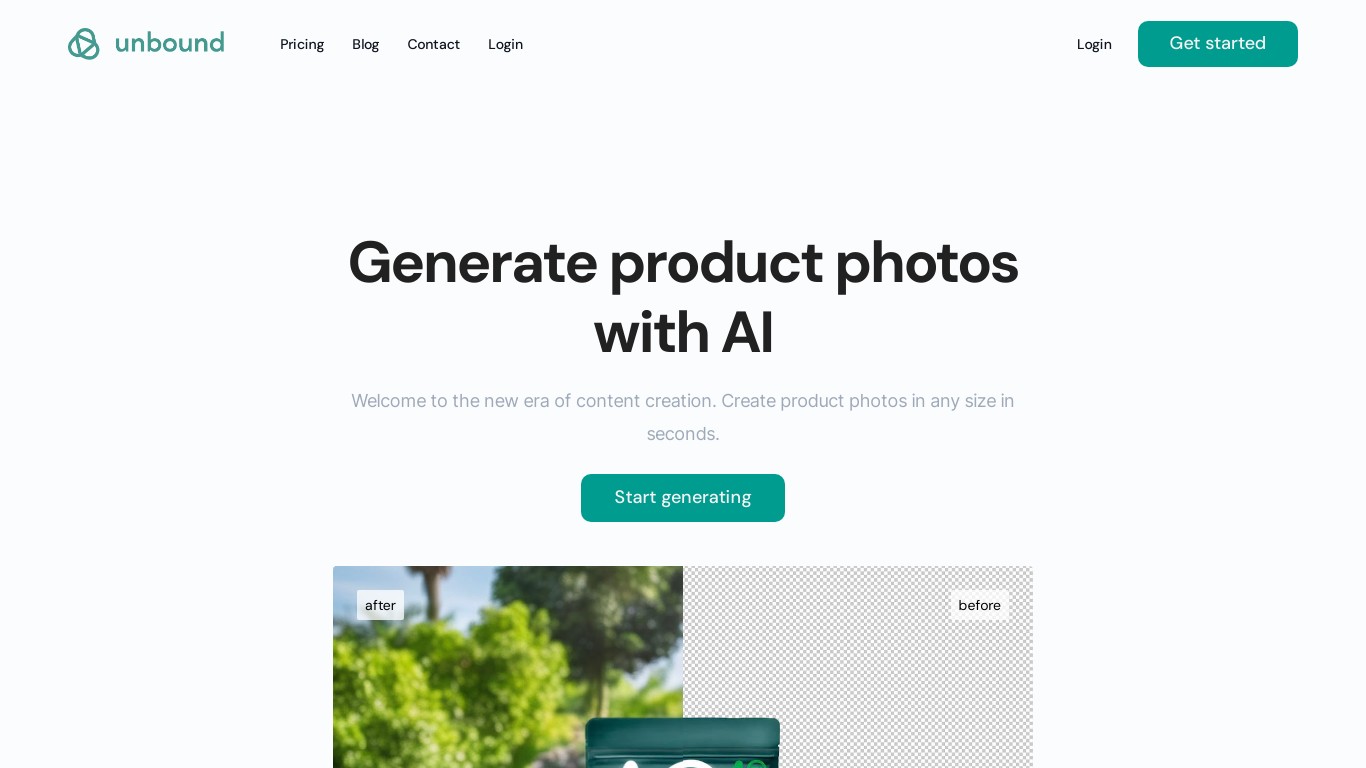 unbound
Pricing
Blog
Contact
Login
Login
Get started
Generate product photos
with AI
Welcome to the new era of content creation. Create product photos in any size in
seconds.
Start generating
after
before